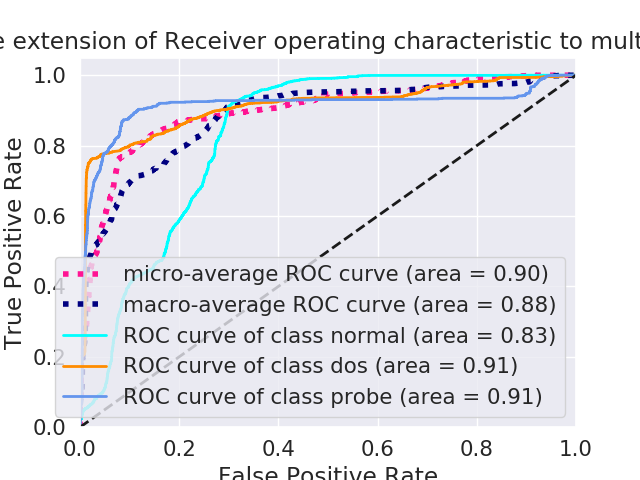 e extension of Receiver operating characteristic to mult
1.0
0.8
0.6
0.4
0.2
0.0
True Positive Rate
micro-average ROC curve (area = 0.90)
macro-average ROC curve (area = 0.88)
ROC curve of class normal (area = 0.83)
ROC curve of class dos (area = 0.91)
ROC curve of class probe (area = 0.91)
0.0 0.2 0.4 0.6 0.8 1.0
False Positive Rate